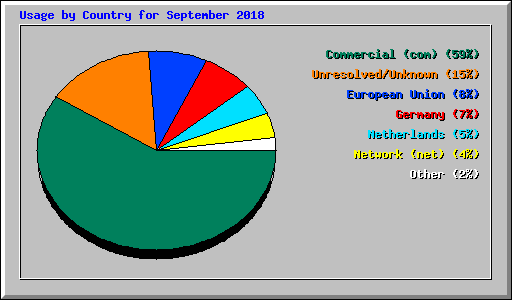 Usage by Country for September 2018
Commercial (com) (59%)
Unresolved/Unknown (15%)
European Union (8%)
Germany (7%)
Netherlands (5%)
Network (net) (4%)
Other (2%)